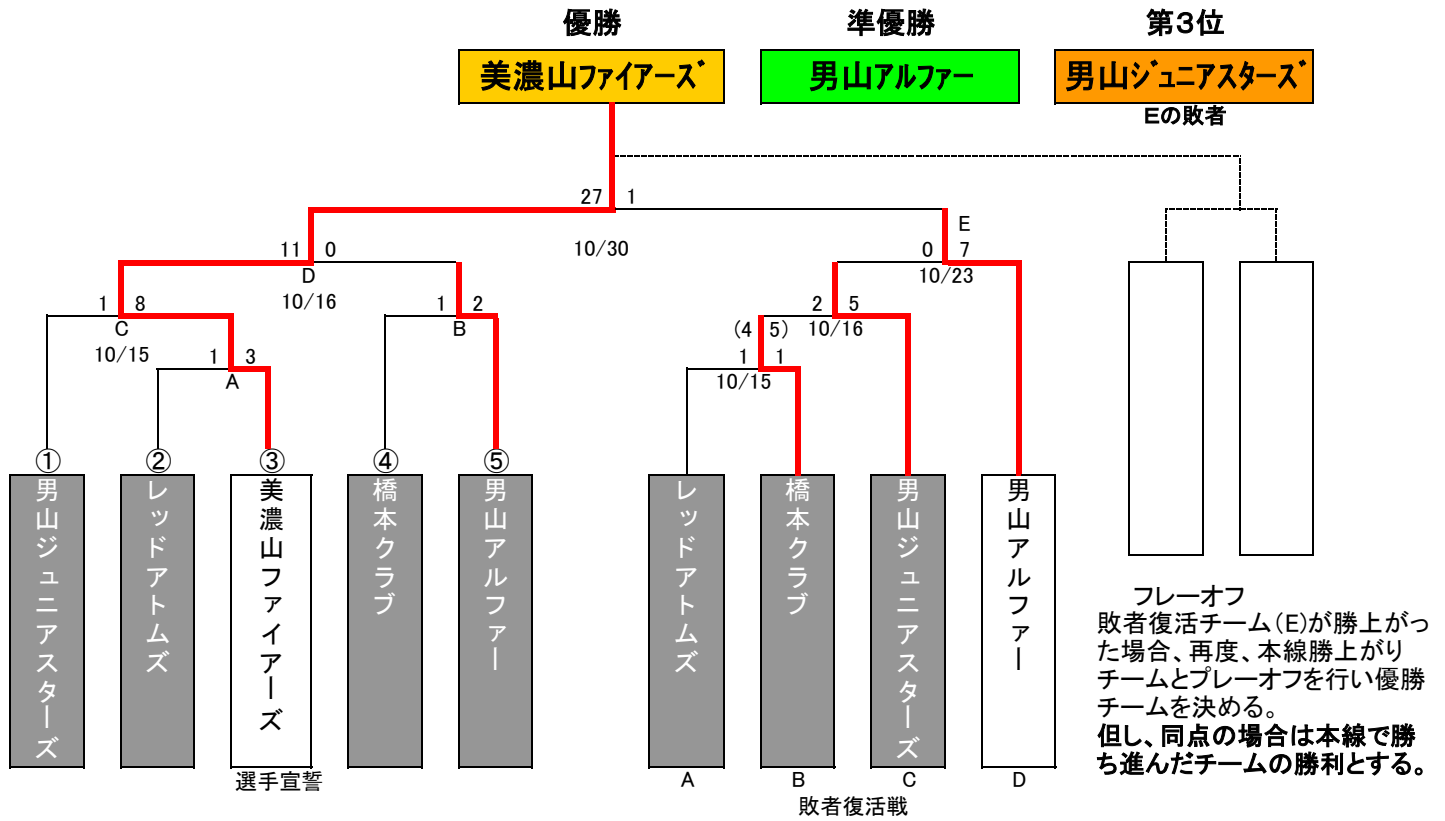 優勝
準優勝
第3位
美濃山ファイアーズ
男山アルファー
男山ジュニアスターズ
Eの敗者
27 1
E
11 0
10/30
0 7
D
10/23
10/16
1 8
1 2
2 5
C
B
(4 5)
10/16
10/15
1 3
1 1
A
10/15
①
②
③
④
⑤
男山ジュニアスターズ
レッドアトムズ
美濃山ファイアーズ
橋本クラブ
男山アルファー
レッドアトムズ
橋本クラブ
男山ジュニアスターズ
男山アルファー
選手宣誓
A
B
C
D
敗者復活戦
フレーオフ
敗者復活チーム(E)が勝上がっ
た場合、再度、本線勝上がり
チームとプレーオフを行い優勝
チームを決める。
但し、同点の場合は本線で勝
ち進んだチームの勝利とする。